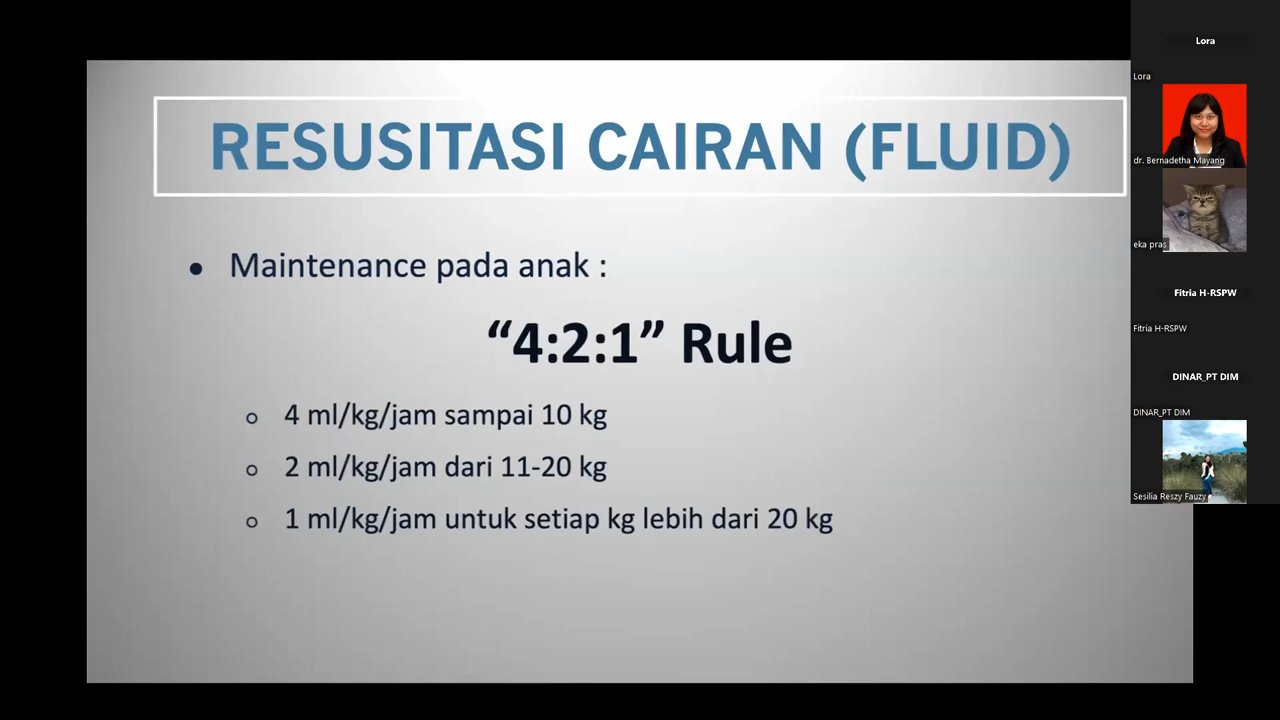 RESUSITASI CAIRAN (FLUID)
• Maintenance pada anak :
“4:2:1” Rule
o 4 ml/kg/jam sampai 10 kg
o 2 ml/kg/jam dari 11-20 kg
o 1 ml/kg/jam untuk setiap kg lebih dari 20 kg
Lora
Lora
dr. Bernadetha Mayang
eka pras
Fitria H-RSPW
Fitria H-RSPW
DINAR_PT DIM
DINAR_PT DIM
Sesilia Reszy Fauzy